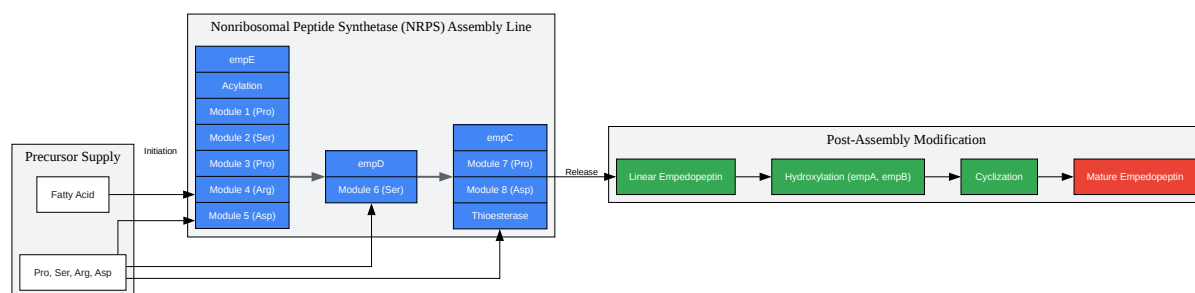 Nonribosomal Peptide Synthetase (NRPS) Assembly Line
empE
Acylation
Module 1 (Pro)
Module 2 (Ser)
Module 3 (Pro)
Module 4 (Arg)
Module 5 (Asp)
empD
Module 6 (Ser)
empC
Module 7 (Pro)
Module 8 (Asp)
Thioesterase
Precursor Supply
Fatty Acid
Pro, Ser, Arg, Asp
Initiation
Release
Post-Assembly Modification
Linear Empedopeptin
Hydroxylation (empA, empB)
Cyclization
Mature Empedopeptin